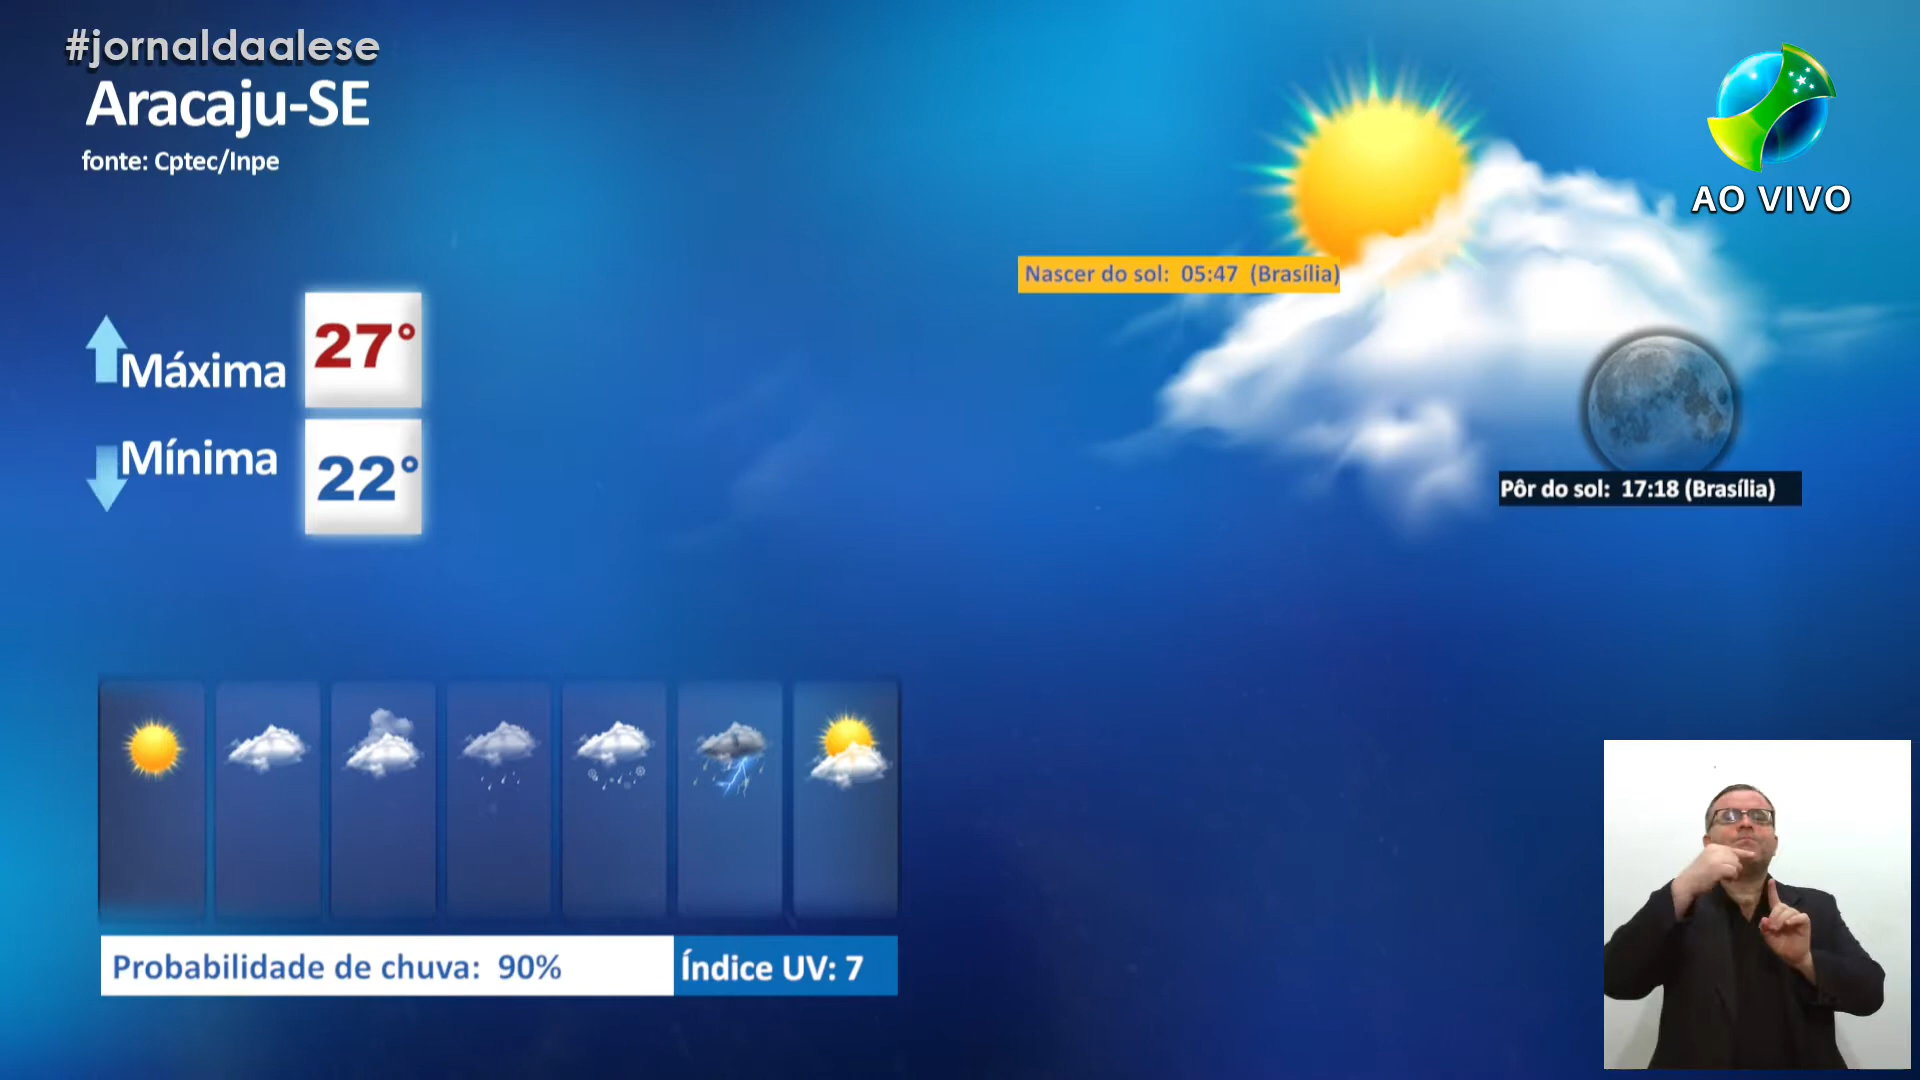 #jornaldaalese
Aracaju-SE
fonte: Cptec/Inpe
AO VIVO
Nascer do sol: 05:47 (Brasília)
Máxima 27°
Mínima 22°
Pôr do sol: 17:18 (Brasília)
Probabilidade de chuva: 90%
Índice UV: 7